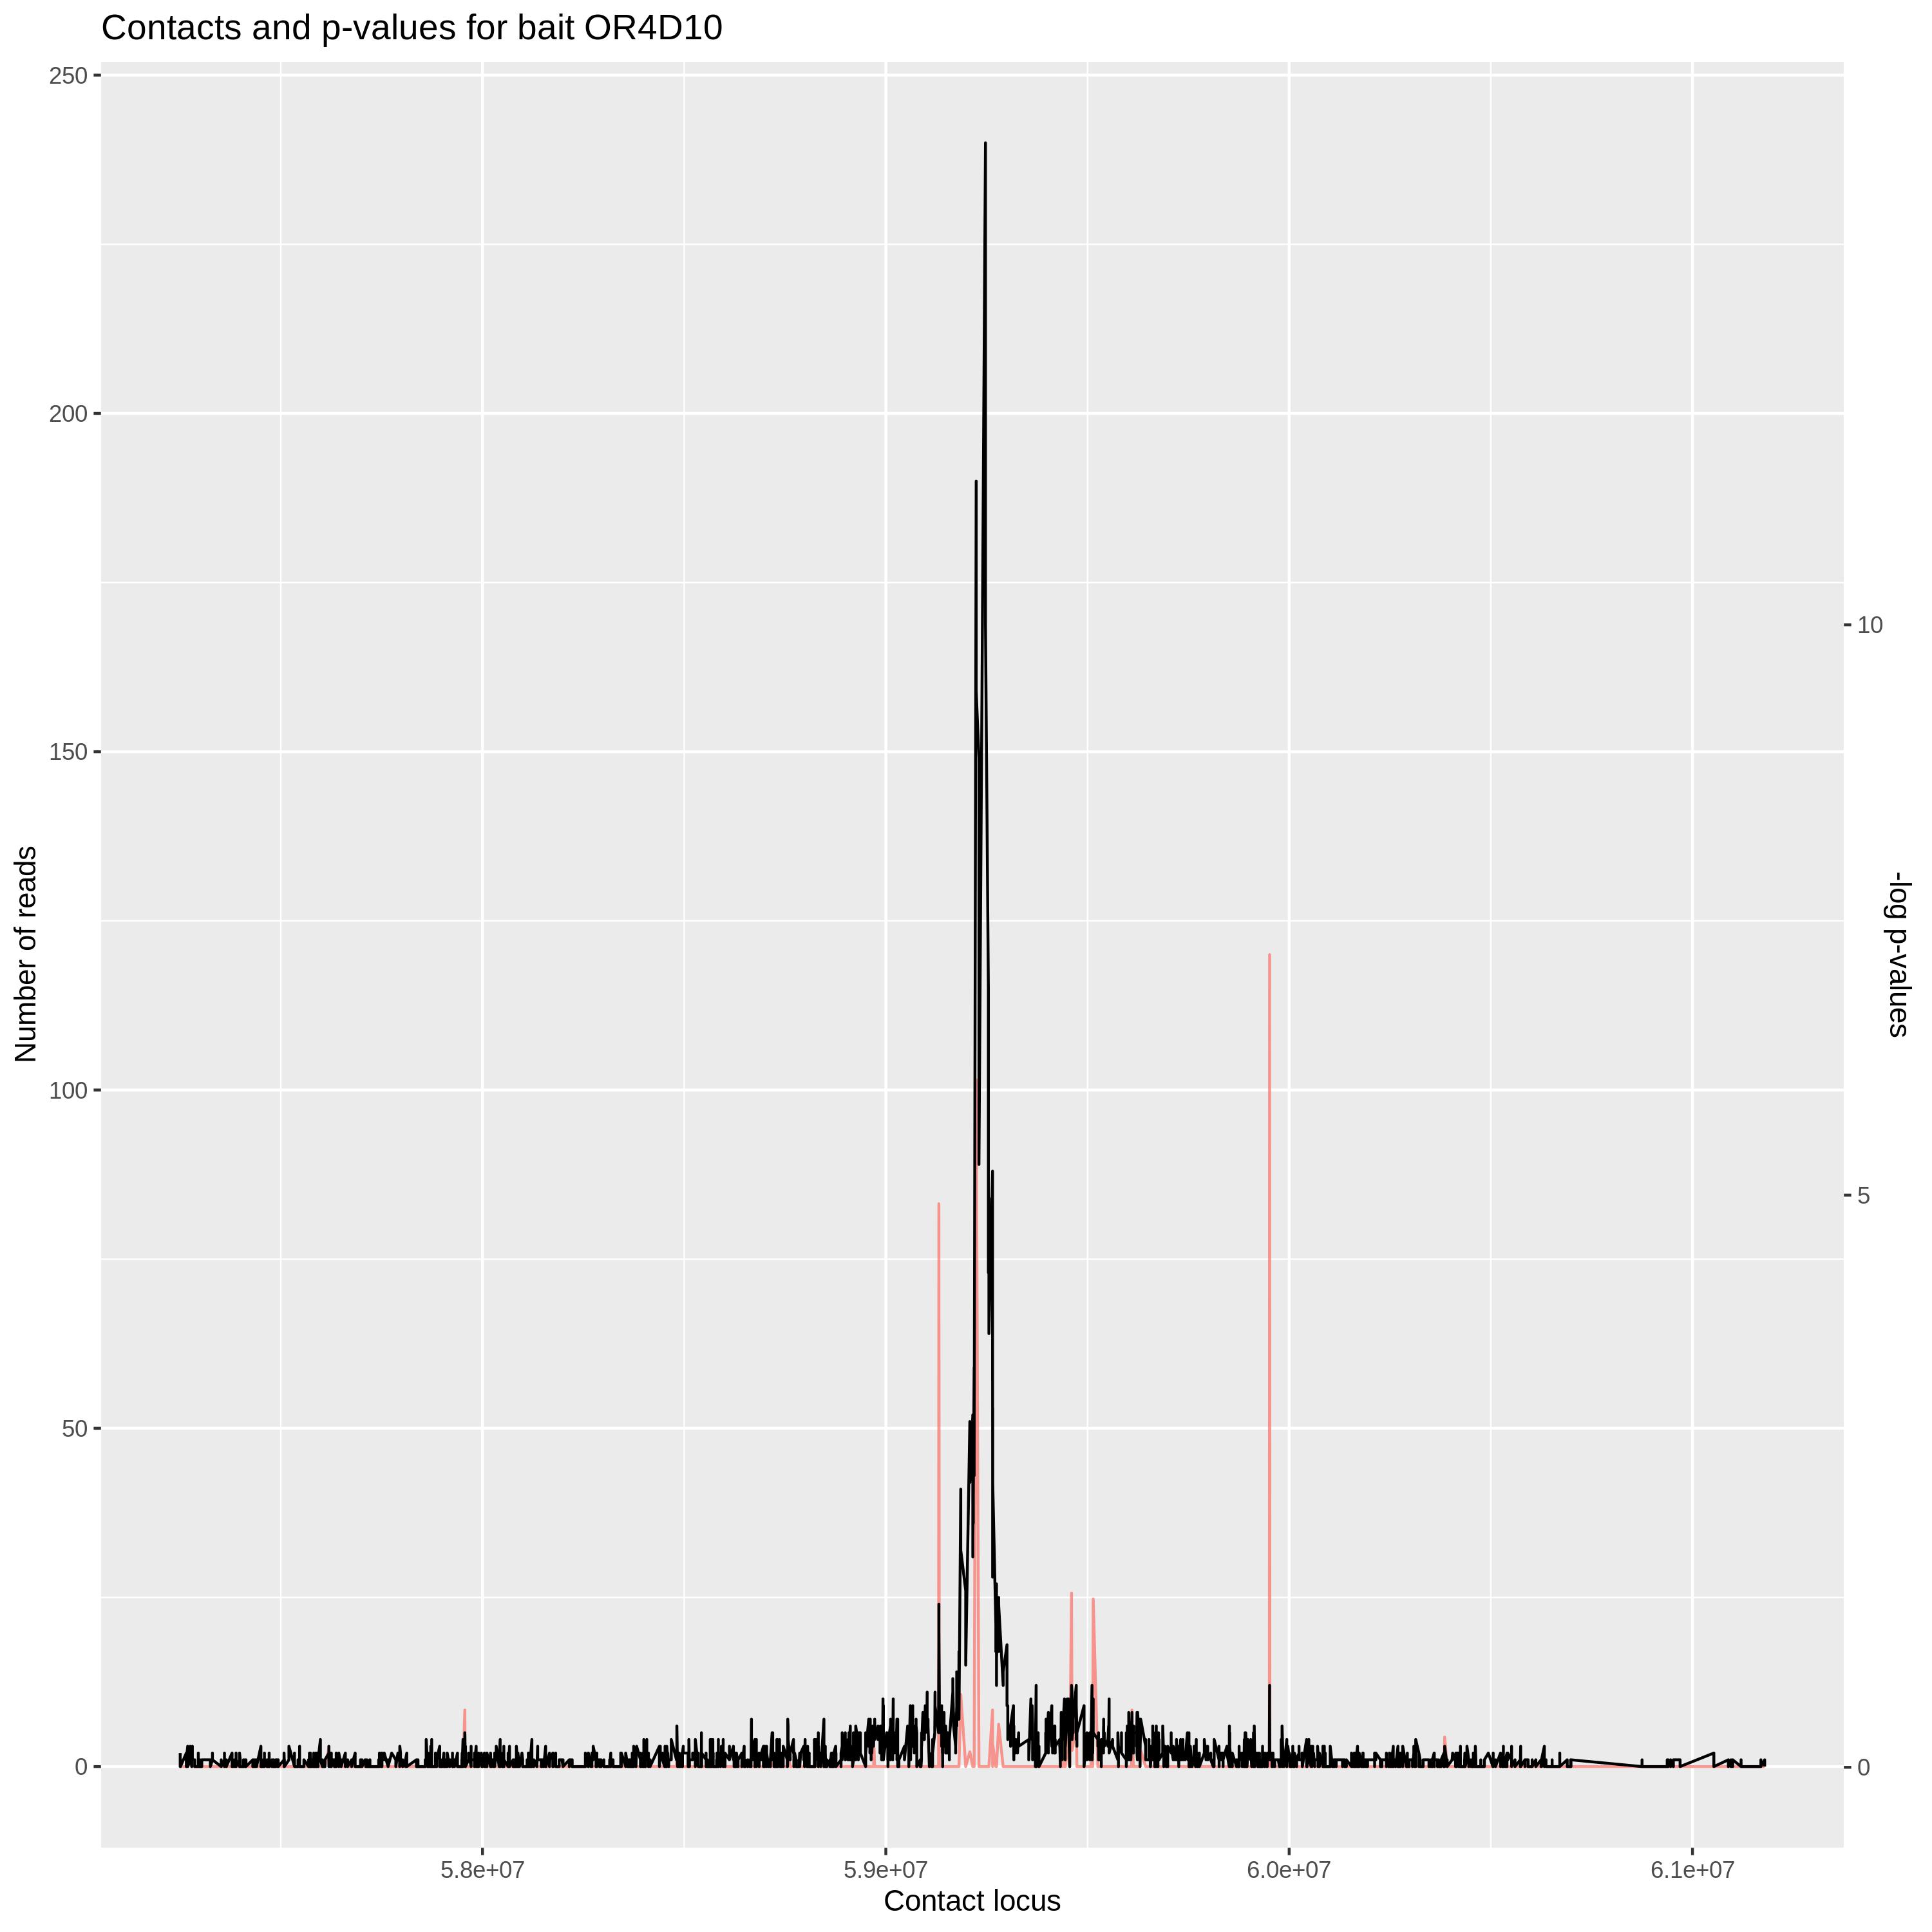 Contacts and p-values for bait OR4D10
250
200
150
100
50
0
Number of reads
10
5
0
-log p-values
5.8e+07
5.9e+07
6.0e+07
6.1e+07
Contact locus